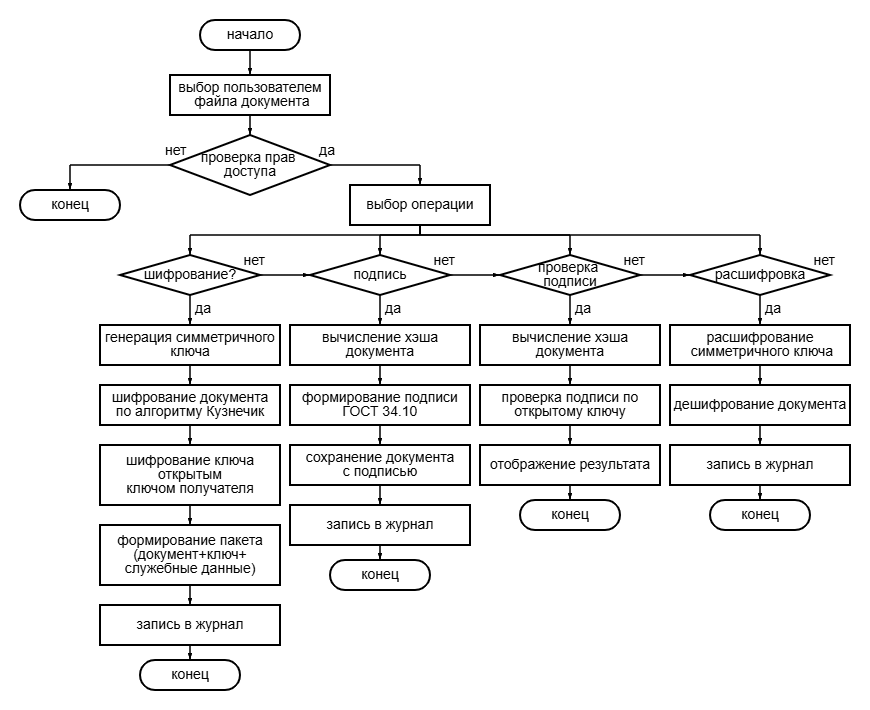 начало
выбор пользователем
файла документа
нет
да
проверка прав
доступа
конец
выбор операции
шифрование?
нет
подпись
нет
проверка
подписи
нет
расшифровка
нет
да
да
да
да
генерация симметричного
ключа
шифрование документа
по алгоритму Кузнечик
шифрование ключа
открытым
ключом получателя
формирование пакета
(документ+ключ+
служебные данные)
запись в журнал
конец
вычисление хэша
документа
формирование подписи
ГОСТ 34.10
сохранение документа
с подписью
запись в журнал
конец
вычисление хэша
документа
проверка подписи по
открытому ключу
отображение результата
конец
расшифрование
симметричного ключа
дешифрование документа
запись в журнал
конец